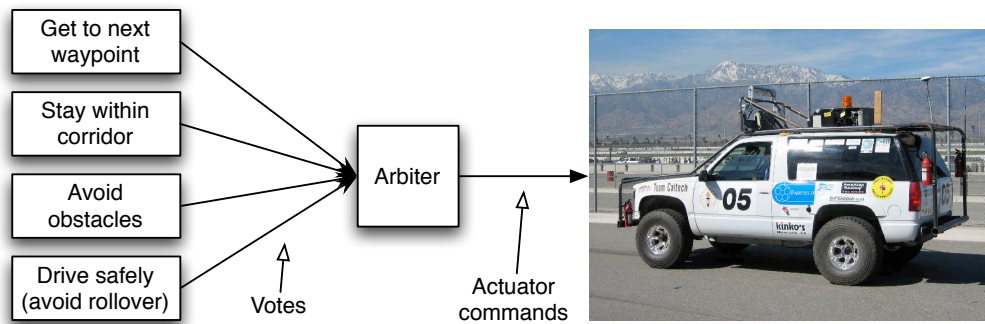 Get to next
waypoint
Stay within
corridor
Avoid
obstacles
Drive safely
(avoid rollover)
Arbiter
Votes
Actuator
commands
Team Caltech
05
kinko's